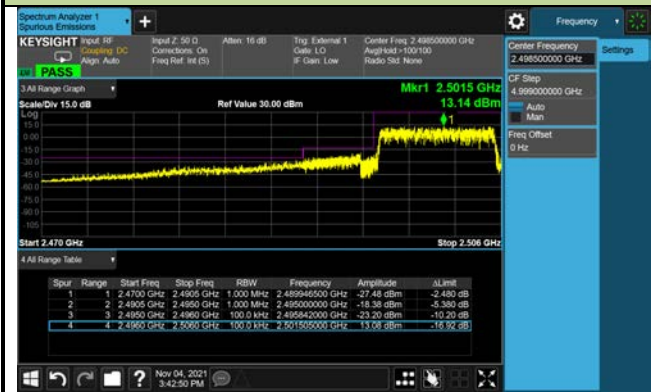 Spectrum Analyzer 1
Spurious Emissions
Frequency
KEYSIGHT
Input: RF
Coupling: DC
Align: Auto
Input Z: 50 Ω
Corrections: On
Freq Ref: Int (S)
Atten: 16 dB
Trig: External 1
Gate: LO
IF Gain: Low
Center Freq: 2.498500000 GHz
Avg|Hold:>100/100
Radio Std: None
PASS
3 All Range Graph
Scale/Div 15.0 dB
Ref Value 30.00 dBm
Mkr1 2.5015 GHz
13.14 dBm
Log
15.0
0.00
-15.0
-30.0
-45.0
-60.0
-75.0
-90.0
-105
1
Start 2.470 GHz
Stop 2.506 GHz
4 All Range Table
Spur Range Start Freq Stop Freq RBW Frequency Amplitude ΔLimit
1 1 2.4700 GHz 2.4905 GHz 1.000 MHz 2.489946500 GHz -27.48 dBm -2.480 dB
2 2 2.4905 GHz 2.4950 GHz 1.000 MHz 2.495000000 GHz -18.38 dBm -5.380 dB
3 3 2.4950 GHz 2.4960 GHz 100.0 kHz 2.495842000 GHz -23.20 dBm -10.20 dB
4 4 2.4960 GHz 2.5060 GHz 100.0 kHz 2.501505000 GHz 13.08 dBm -16.92 dB
Center Frequency
2.498500000 GHz
Settings
CF Step
4.999000000 GHz
Auto
Man
Freq Offset
0 Hz
?
Nov 04, 2021
3:42:50 PM